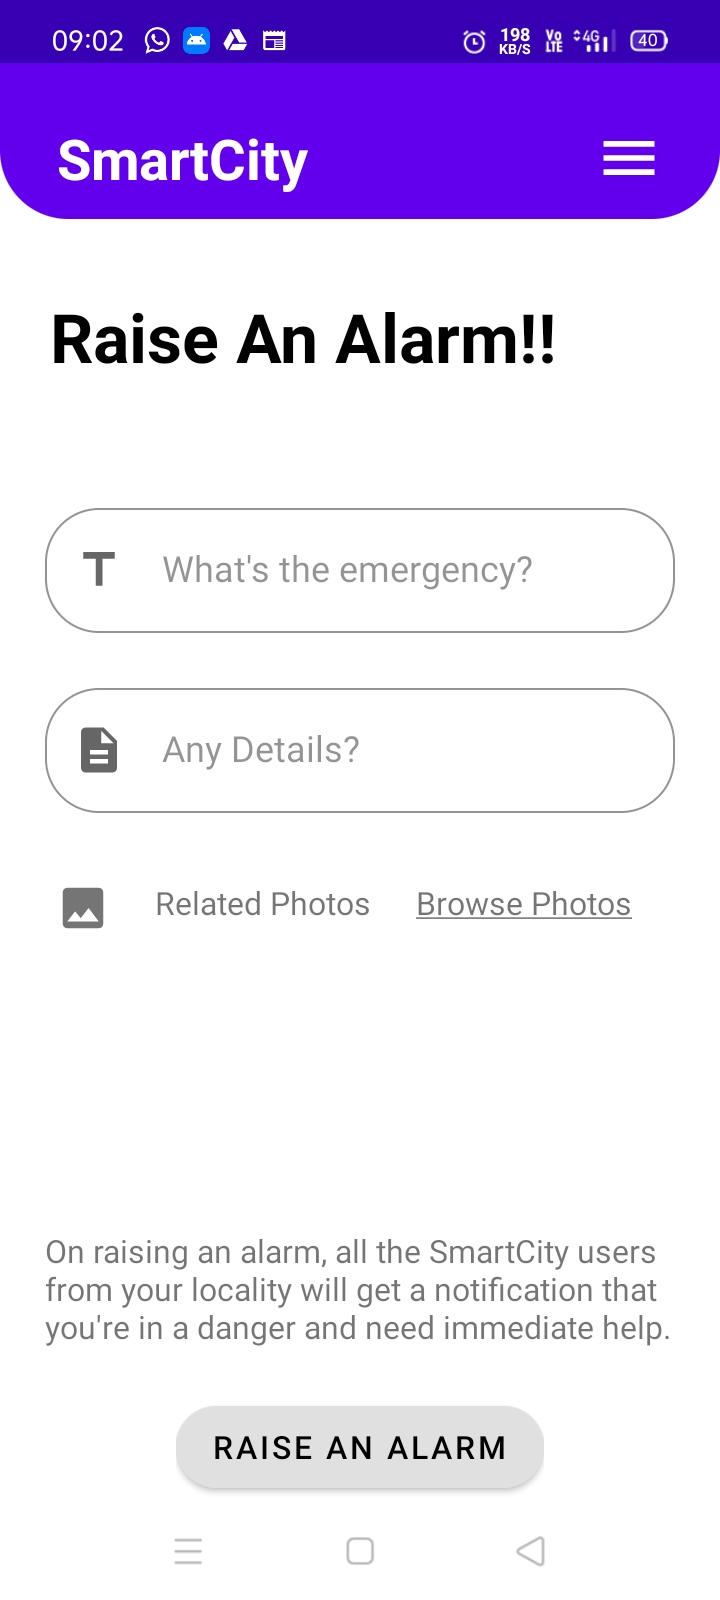 09:02 198 KB/S Vo LTE 4G 40
SmartCity
Raise An Alarm!!
T What's the emergency?
Any Details?
Related Photos Browse Photos
On raising an alarm, all the SmartCity users
from your locality will get a notification that
you're in a danger and need immediate help.
RAISE AN ALARM